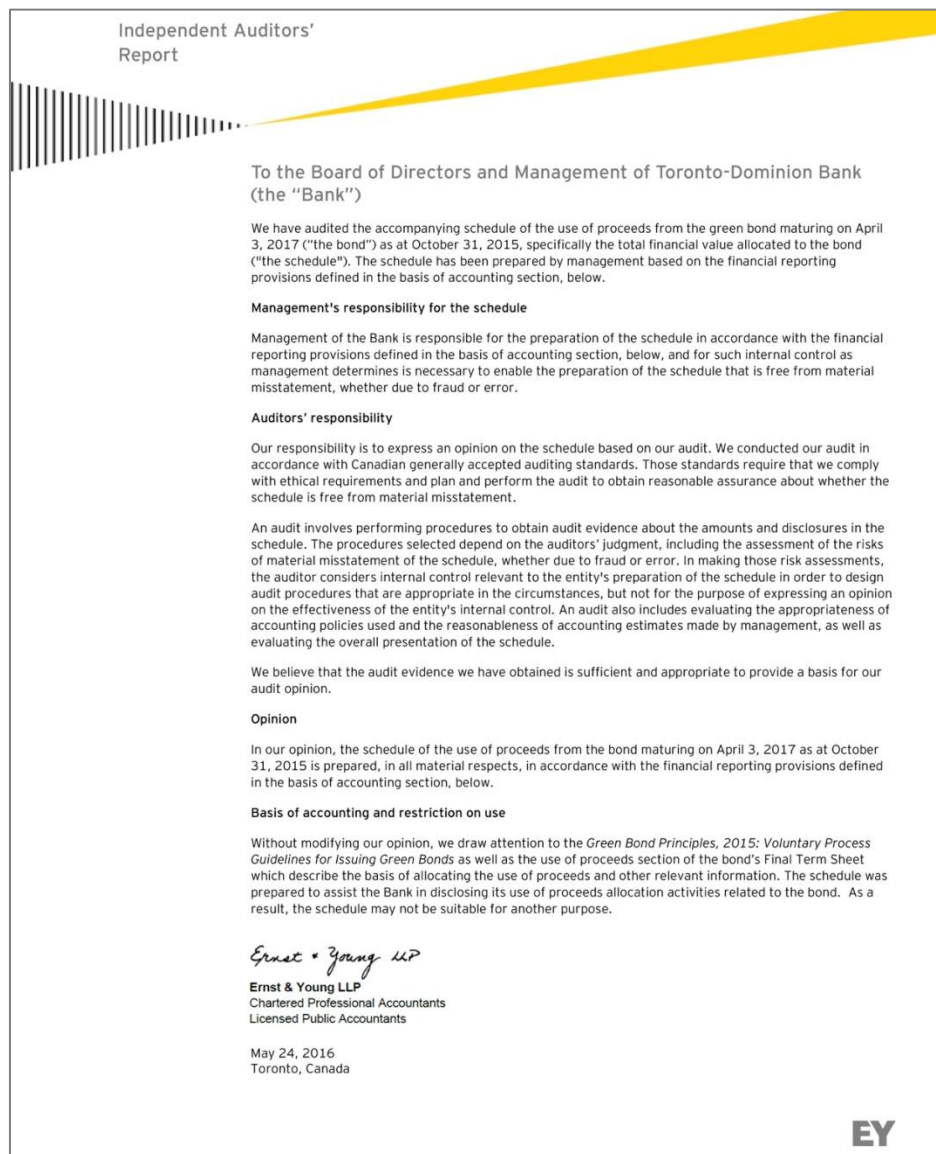 Independent Auditors'
Report
To the Board of Directors and Management of Toronto-Dominion Bank
(the “Bank”)
We have audited the accompanying schedule of the use of proceeds from the green bond maturing on April
3, 2017 (“the bond”) as at October 31, 2015, specifically the total financial value allocated to the bond
("the schedule"). The schedule has been prepared by management based on the financial reporting
provisions defined in the basis of accounting section, below.
Management's responsibility for the schedule
Management of the Bank is responsible for the preparation of the schedule in accordance with the financial
reporting provisions defined in the basis of accounting section, below, and for such internal control as
management determines is necessary to enable the preparation of the schedule that is free from material
misstatement, whether due to fraud or error.
Auditors’ responsibility
Our responsibility is to express an opinion on the schedule based on our audit. We conducted our audit in
accordance with Canadian generally accepted auditing standards. Those standards require that we comply
with ethical requirements and plan and perform the audit to obtain reasonable assurance about whether the
schedule is free from material misstatement.
An audit involves performing procedures to obtain audit evidence about the amounts and disclosures in the
schedule. The procedures selected depend on the auditors’ judgment, including the assessment of the risks
of material misstatement of the schedule, whether due to fraud or error. In making those risk assessments,
the auditor considers internal control relevant to the entity's preparation of the schedule in order to design
audit procedures that are appropriate in the circumstances, but not for the purpose of expressing an opinion
on the effectiveness of the entity's internal control. An audit also includes evaluating the appropriateness of
accounting policies used and the reasonableness of accounting estimates made by management, as well as
evaluating the overall presentation of the schedule.
We believe that the audit evidence we have obtained is sufficient and appropriate to provide a basis for our
audit opinion.
Opinion
In our opinion, the schedule of the use of proceeds from the bond maturing on April 3, 2017 as at October
31, 2015 is prepared, in all material respects, in accordance with the financial reporting provisions defined
in the basis of accounting section, below.
Basis of accounting and restriction on use
Without modifying our opinion, we draw attention to the Green Bond Principles, 2015: Voluntary Process
Guidelines for Issuing Green Bonds as well as the use of proceeds section of the bond’s Final Term Sheet
which describe the basis of allocating the use of proceeds and other relevant information. The schedule was
prepared to assist the Bank in disclosing its use of proceeds allocation activities related to the bond. As a
result, the schedule may not be suitable for another purpose.
Ernst & Young LLP
Ernst & Young LLP
Chartered Professional Accountants
Licensed Public Accountants
May 24, 2016
Toronto, Canada
EY